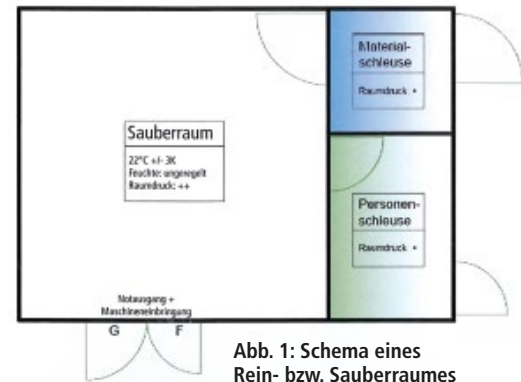 Material-
schleuse
Raumdruck +
Sauberraum
22°C +/- 3K
Feuchte: ungeregelt
Raumdruck: ++
Personen-
schleuse
Raumdruck +
Notausgang +
Maschineneinbringung
G F
Abb. 1: Schema eines
Rein- bzw. Sauberraumes